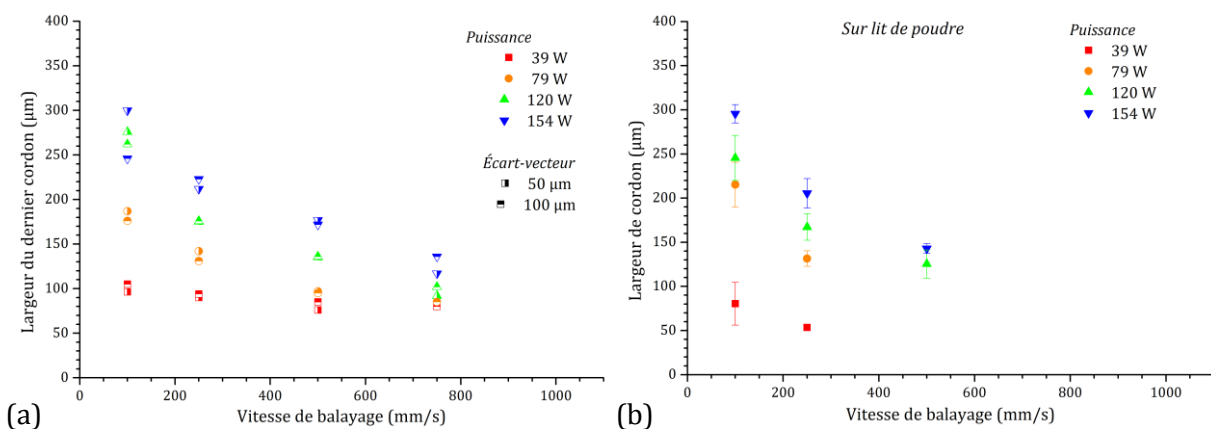 400
350
300
250
200
150
100
50
0
Largeur du dernier cordon (µm)
0 200 400 600 800 1000
Vitesse de balayage (mm/s)
Puissance
39 W
79 W
120 W
154 W
Écart-vecteur
50 µm
100 µm
(a)
400
350
300
250
200
150
100
50
0
Largeur de cordon (µm)
0 200 400 600 800 1000
Vitesse de balayage (mm/s)
Sur lit de poudre
Puissance
39 W
79 W
120 W
154 W
(b)